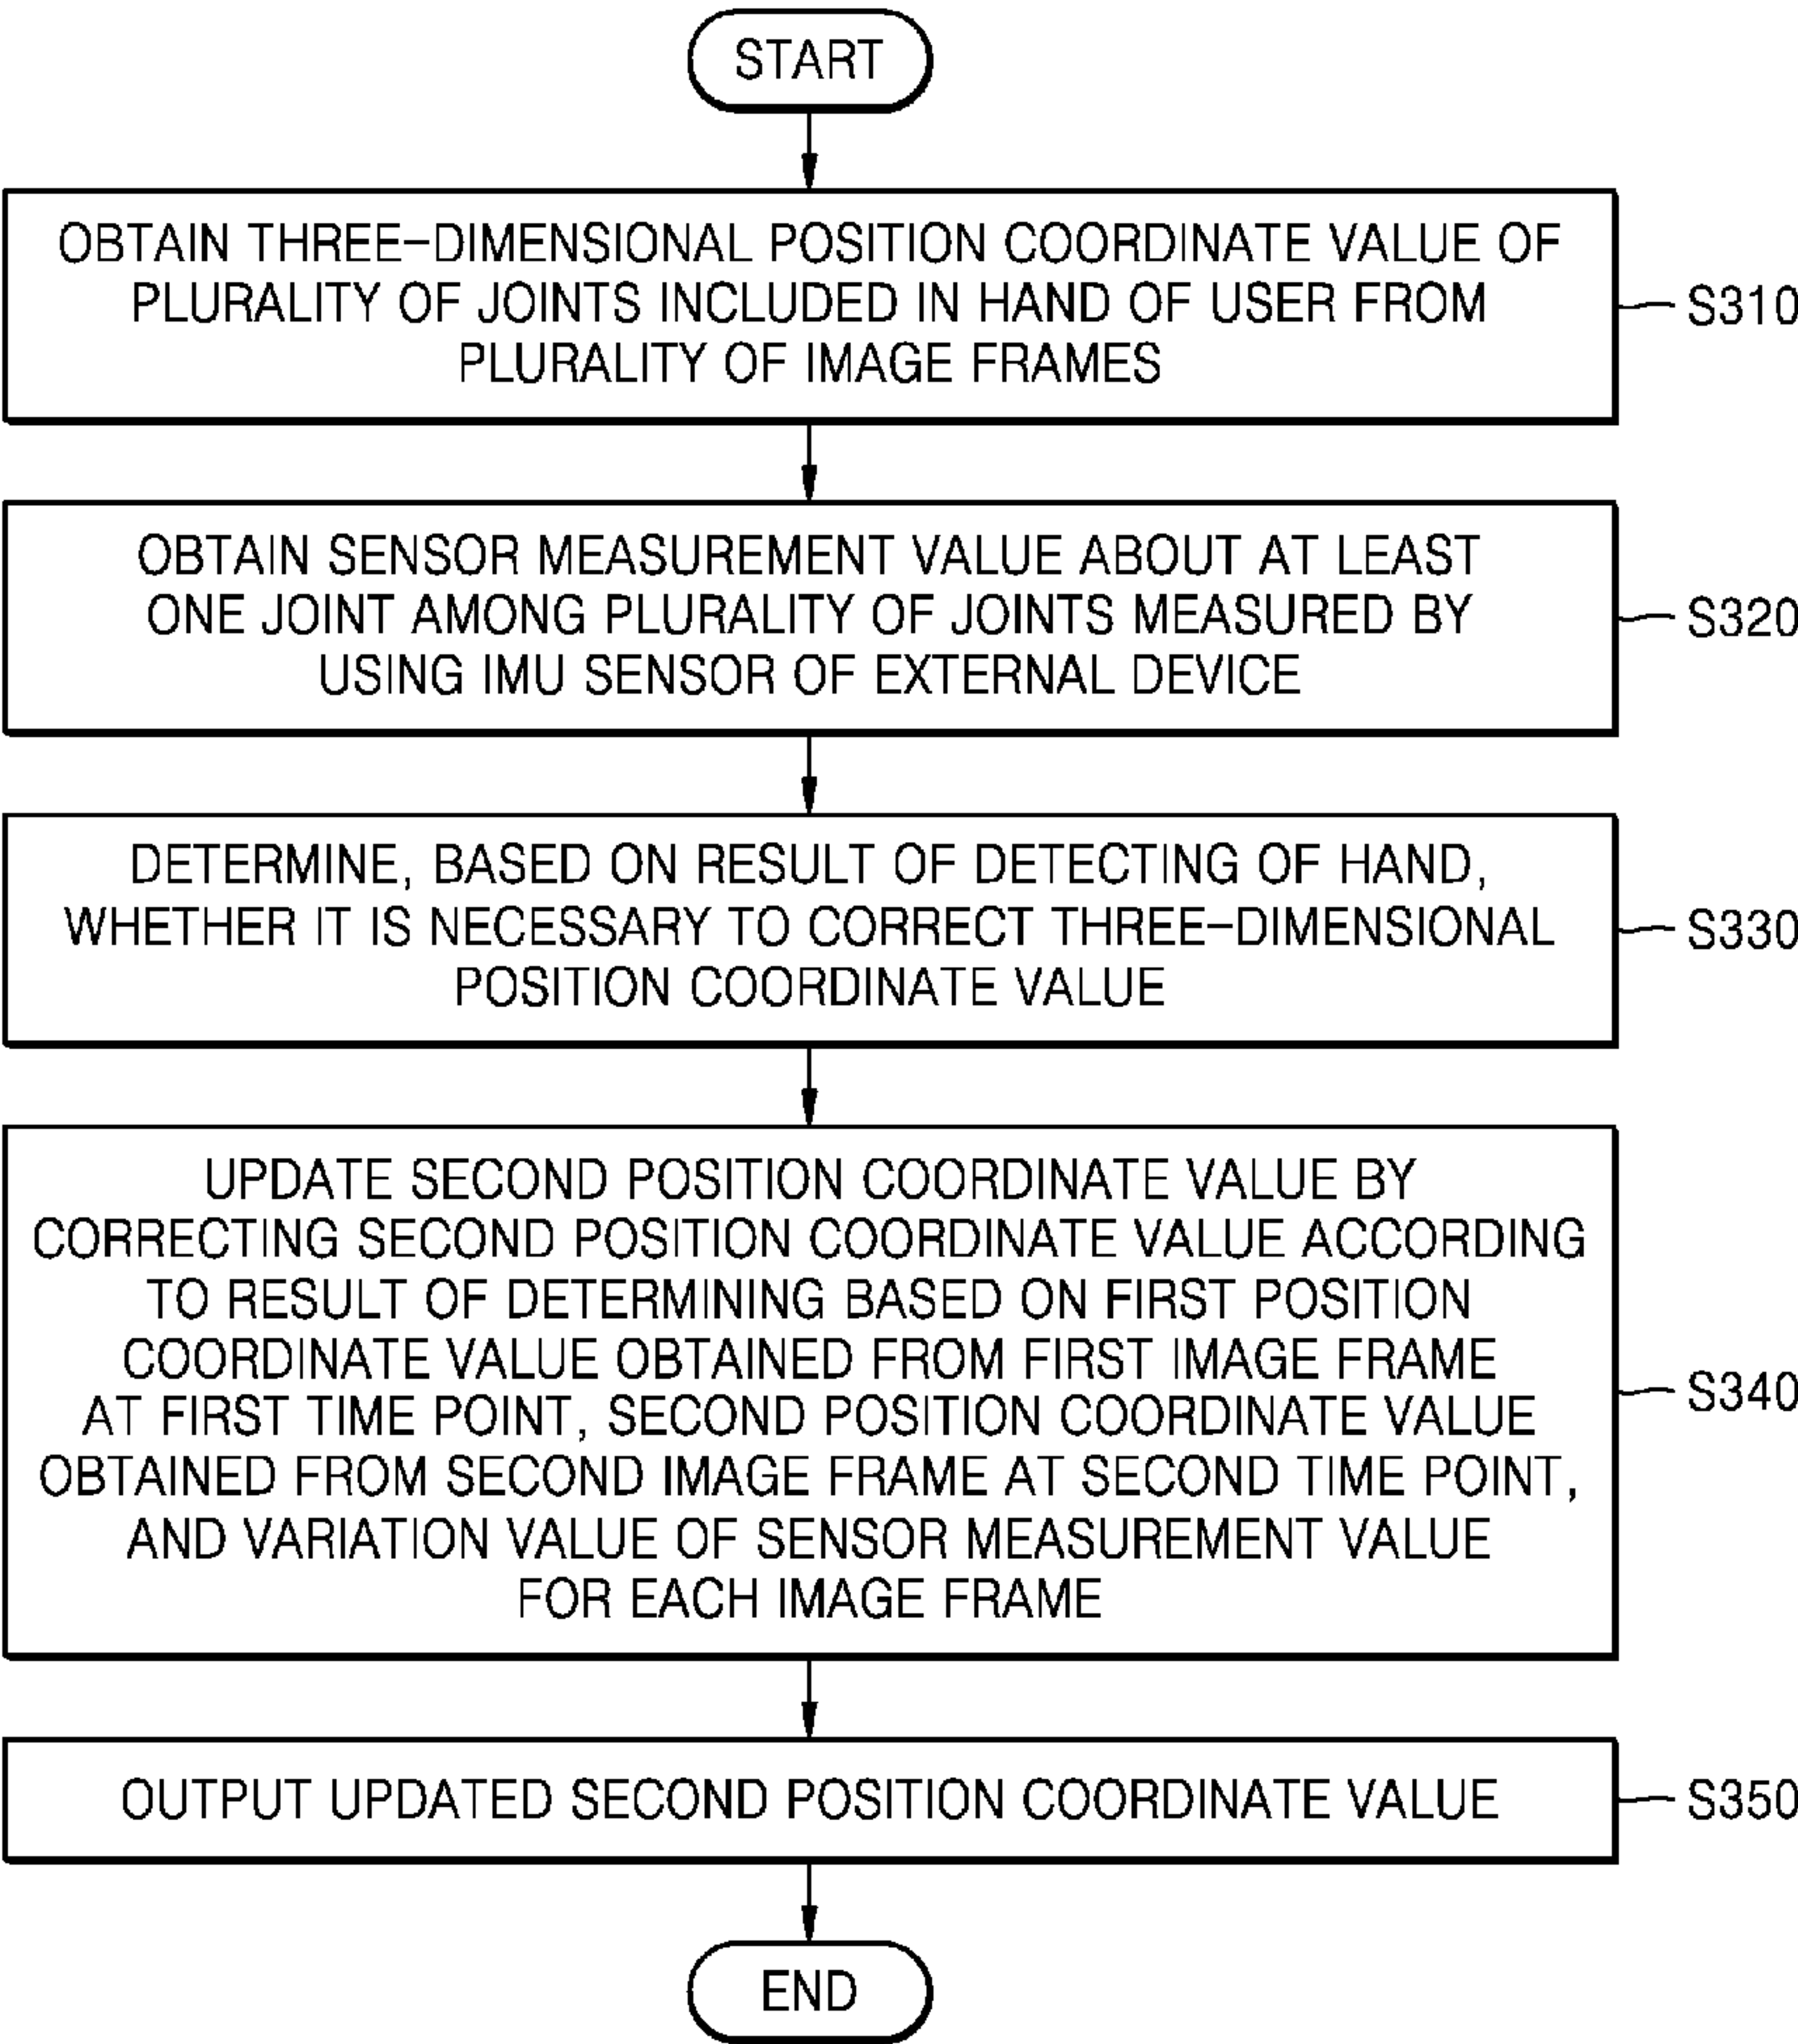 START
OBTAIN THREE-DIMENSIONAL POSITION COORDINATE VALUE OF
PLURALITY OF JOINTS INCLUDED IN HAND OF USER FROM
PLURALITY OF IMAGE FRAMES
S310
OBTAIN SENSOR MEASUREMENT VALUE ABOUT AT LEAST
ONE JOINT AMONG PLURALITY OF JOINTS MEASURED BY
USING IMU SENSOR OF EXTERNAL DEVICE
S320
DETERMINE, BASED ON RESULT OF DETECTING OF HAND,
WHETHER IT IS NECESSARY TO CORRECT THREE-DIMENSIONAL
POSITION COORDINATE VALUE
S330
UPDATE SECOND POSITION COORDINATE VALUE BY
CORRECTING SECOND POSITION COORDINATE VALUE ACCORDING
TO RESULT OF DETERMINING BASED ON FIRST POSITION
COORDINATE VALUE OBTAINED FROM FIRST IMAGE FRAME
AT FIRST TIME POINT, SECOND POSITION COORDINATE VALUE
OBTAINED FROM SECOND IMAGE FRAME AT SECOND TIME POINT,
AND VARIATION VALUE OF SENSOR MEASUREMENT VALUE
FOR EACH IMAGE FRAME
S340
OUTPUT UPDATED SECOND POSITION COORDINATE VALUE
S350
END